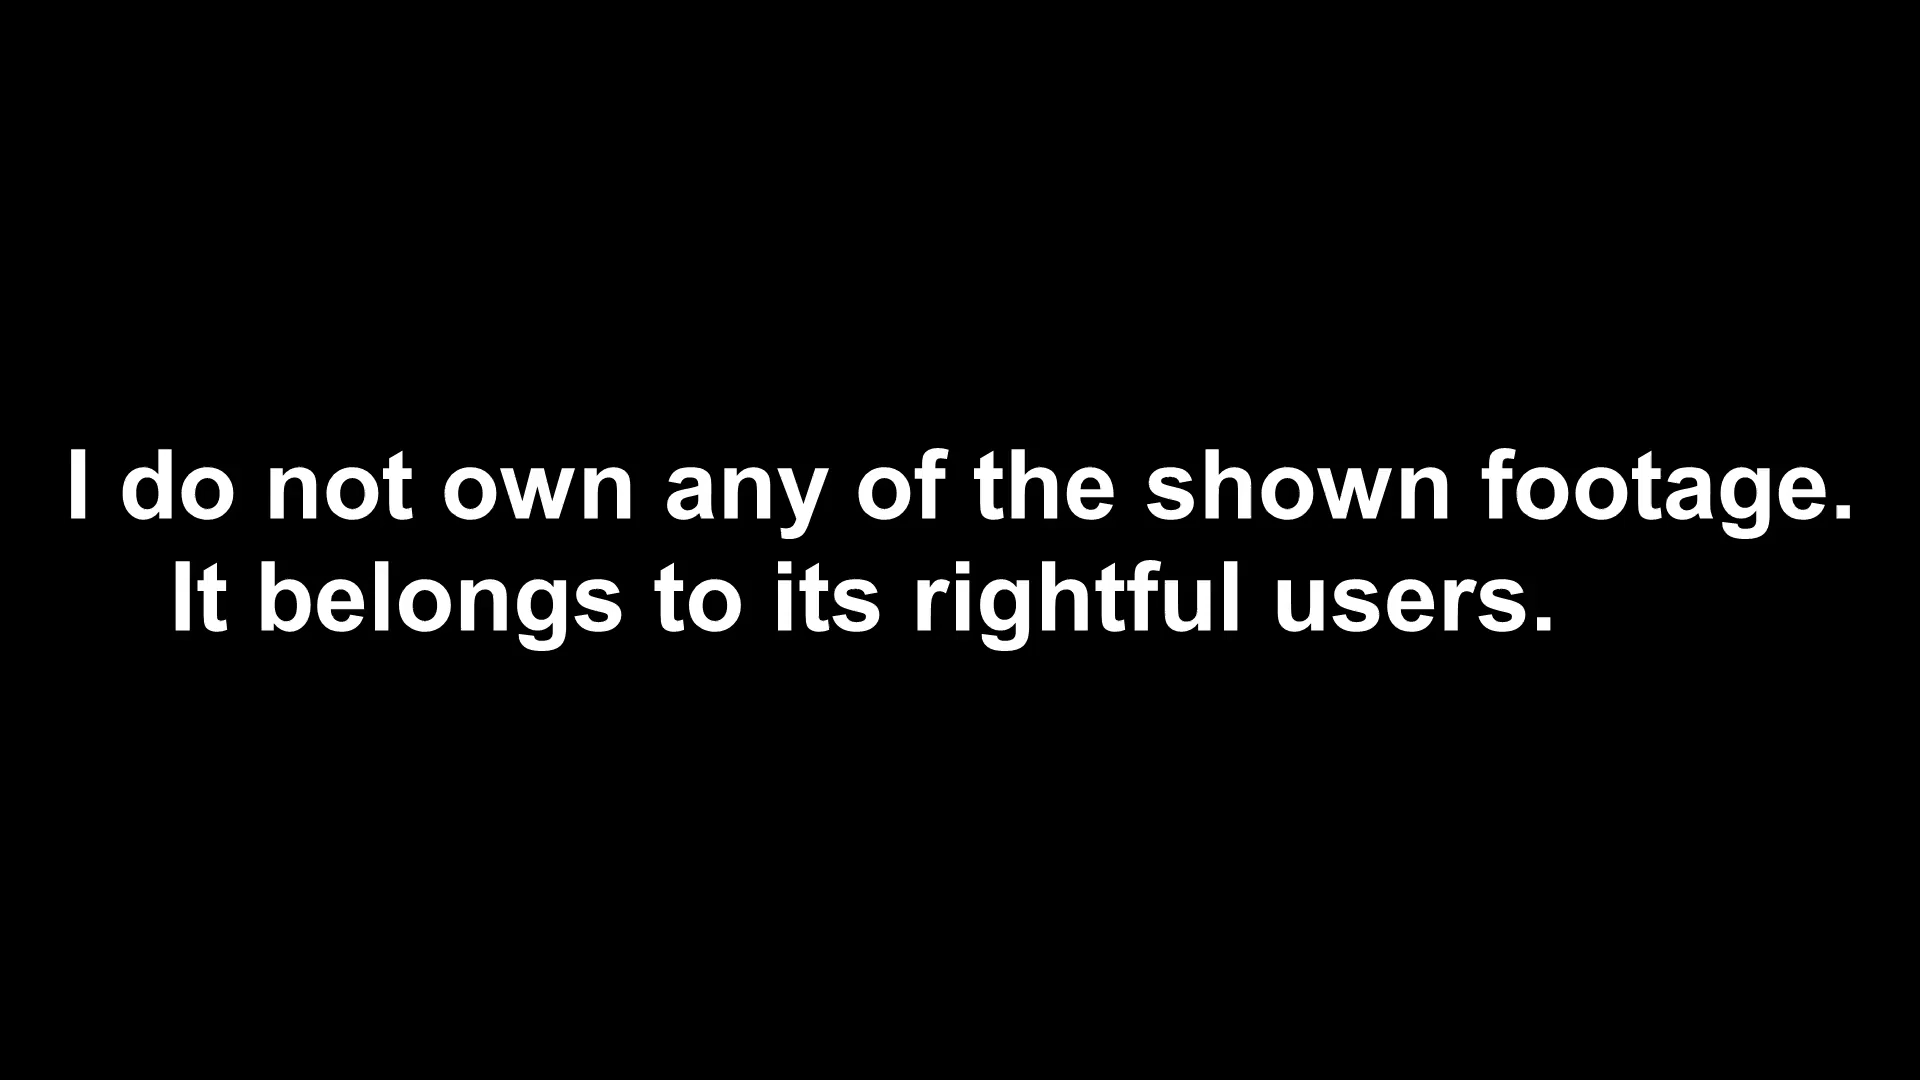 I do not own any of the shown footage.
It belongs to its rightful users.